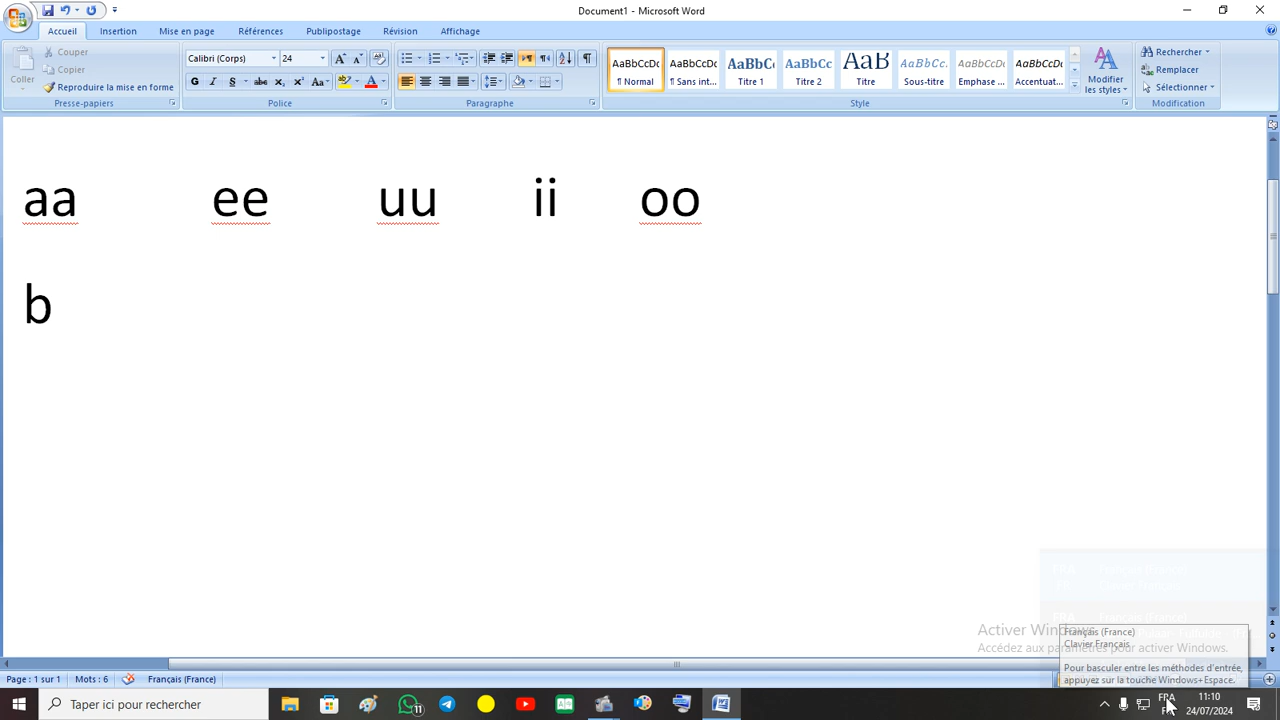 Document1 - Microsoft Word
Accueil Insertion Mise en page Références Publipostage Révision Affichage
Coller
Couper
Copier
Reproduire la mise en forme
Presse-papiers
Calibri (Corps) 24
Police
Paragraphe
AaBbCcDc AaBbCcDc AaBbC AaBbCc AaB AaBbCc. AaBbCcDc AaBbCcDc
¶ Normal ¶ Sans int... Titre 1 Titre 2 Titre Sous-titre Emphase ... Accentuat...
Style
Modifier les styles
Rechercher
Remplacer
Sélectionner
Modification
aa ee uu ii oo
b
Activer Windows
Accédez aux paramètres pour activer Windows.
Français (France)
Clavier Français
Pour basculer entre les méthodes d'entrée,
appuyez sur la touche Windows+Espace.
Page : 1 sur 1 Mots : 6 Français (France)
Taper ici pour rechercher
11
FRA
11:10
24/07/2024